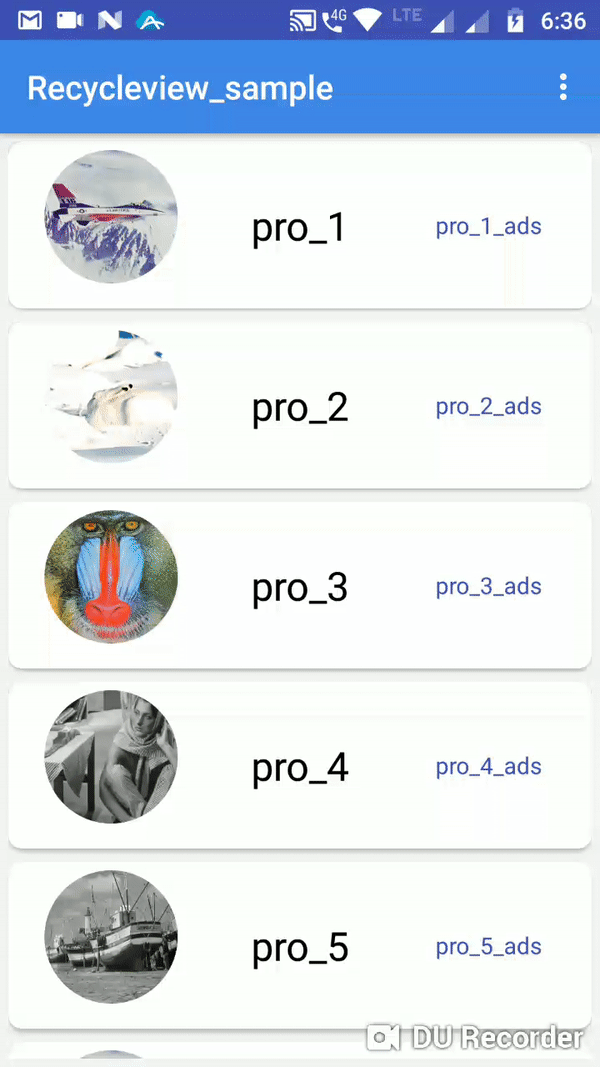 4G LTE 6:36
Recycleview_sample
pro_1 pro_1_ads
pro_2 pro_2_ads
pro_3 pro_3_ads
pro_4 pro_4_ads
pro_5 pro_5_ads
DU Recorder